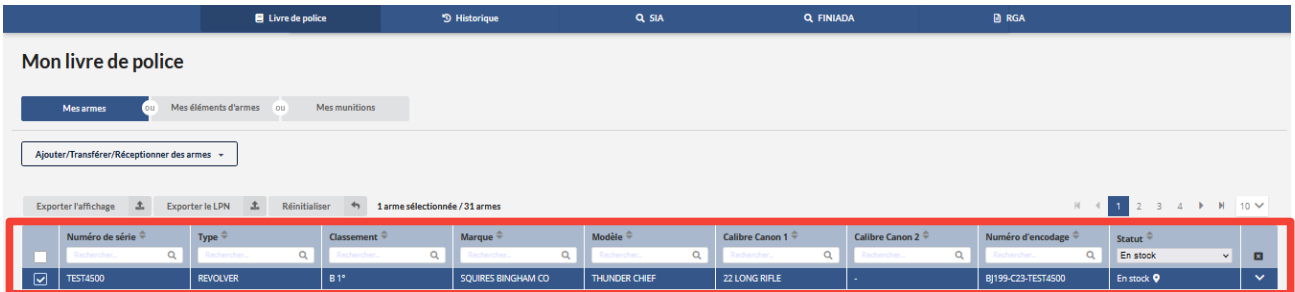 Livre de police Historique SIA FINIADA RGA
Mon livre de police
Mes armes ou Mes éléments d'armes ou Mes munitions
Ajouter/Transférer/Réceptionner des armes
Exporter l'affichage Exporter le LPN Réinitialiser 1 arme sélectionnée / 31 armes 1 2 3 4 10
Numéro de série Type Classement Marque Modèle Calibre Canon 1 Calibre Canon 2 Numéro d'encodage Statut
Rechercher... Rechercher... Rechercher... Rechercher... Rechercher... Rechercher... Rechercher... Rechercher... En stock
TEST4500 REVOLVER B 1° SQUIRES BINGHAM CO THUNDER CHIEF 22 LONG RIFLE - BJ199-C23-TEST4500 En stock